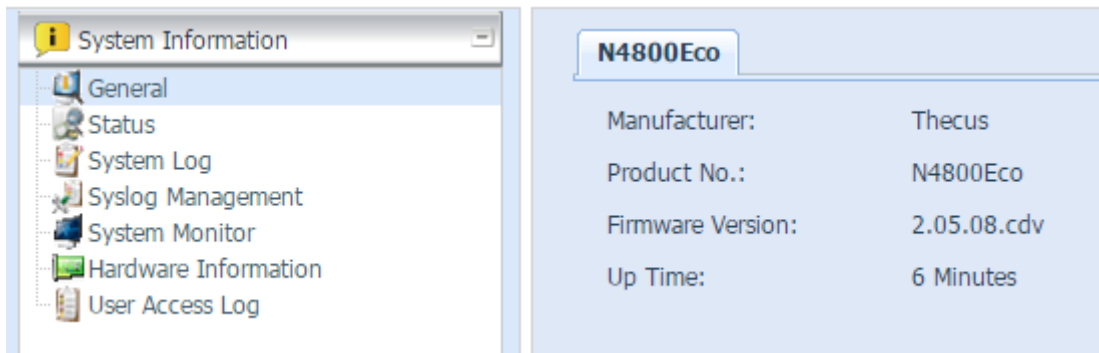 System Information
General
Status
System Log
Syslog Management
System Monitor
Hardware Information
User Access Log
N4800Eco
Manufacturer: Thecus
Product No.: N4800Eco
Firmware Version: 2.05.08.cdv
Up Time: 6 Minutes